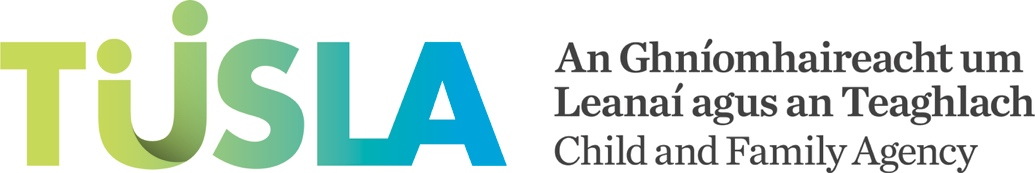 TUSLA
An Ghníomhaireacht um
Leanaí agus an Teaghlach
Child and Family Agency